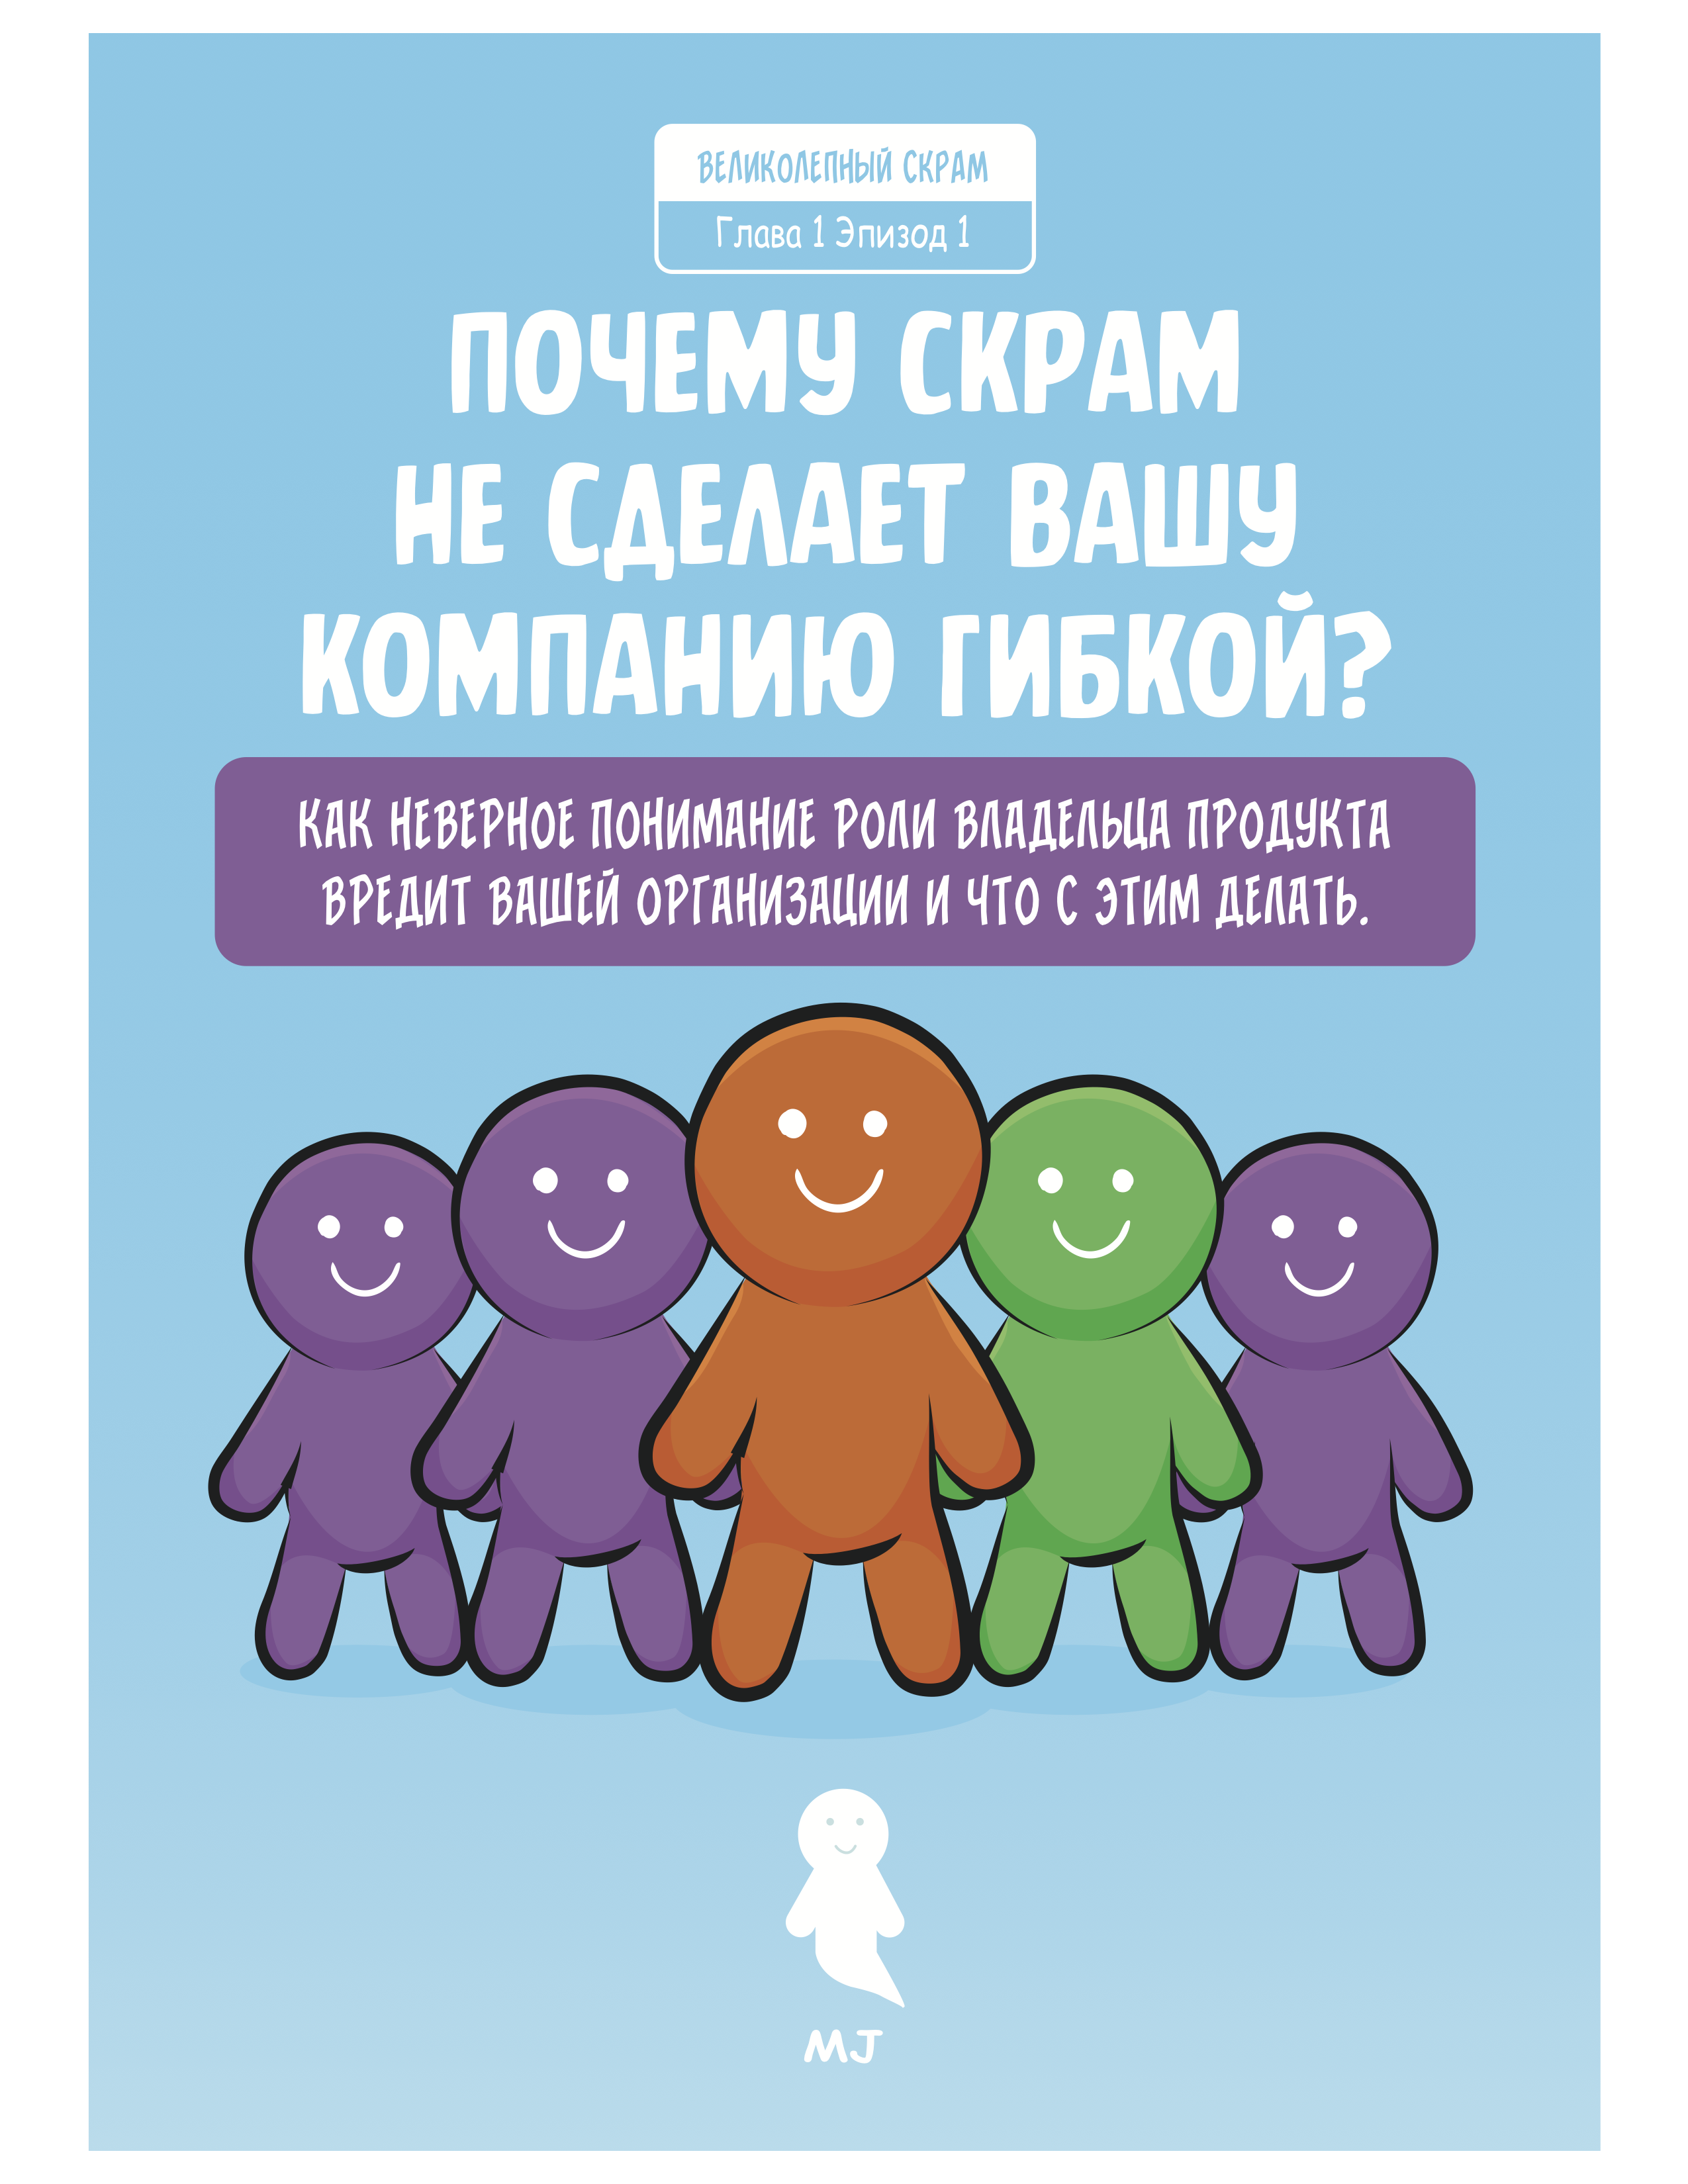 ВЕЛИКОЛЕПНЫЙ СКРАМ
Глава 1 Эпизод 1
ПОЧЕМУ СКРАМ
НЕ СДЕЛАЕТ ВАШУ
КОМПАНИЮ ГИБКОЙ?
КАК НЕВЕРНОЕ ПОНИМАНИЕ РОЛИ ВЛАДЕЛЬЦА ПРОДУКТА
ВРЕДИТ ВАШЕЙ ОРГАНИЗАЦИИ И ЧТО С ЭТИМ ДЕЛАТЬ.
MJ